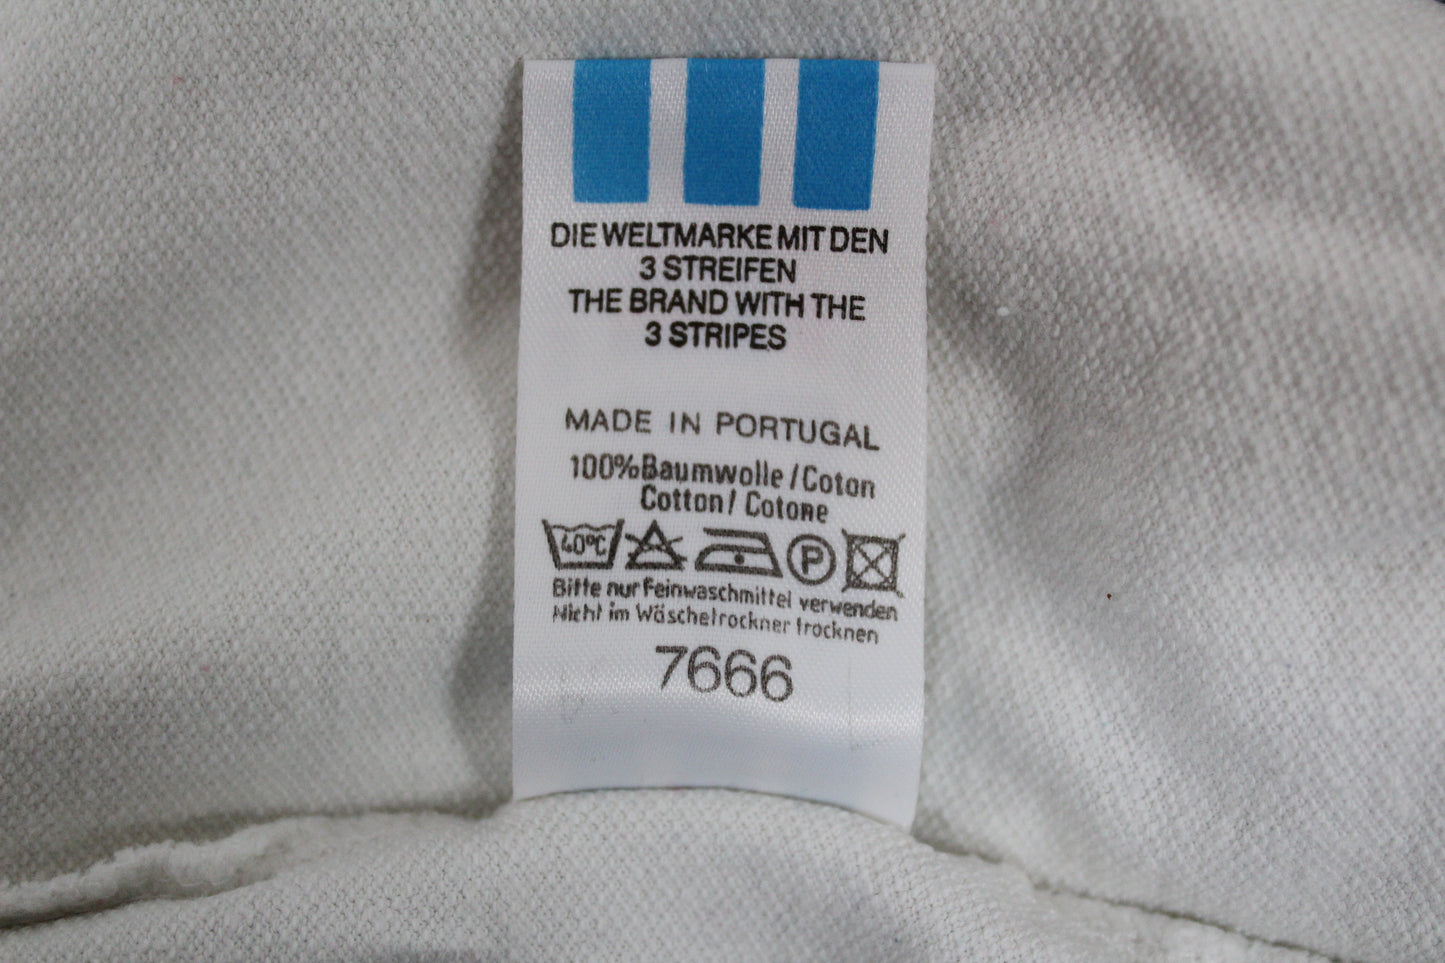 DIE WELTMARKE MIT DEN
3 STREIFEN
THE BRAND WITH THE
3 STRIPES
MADE IN PORTUGAL
100% Baumwolle / Coton
Cotton / Cotone
40°C P
Bitte nur Feinwaschmittel verwenden
Nicht im Wäschetrockner trocknen
7666